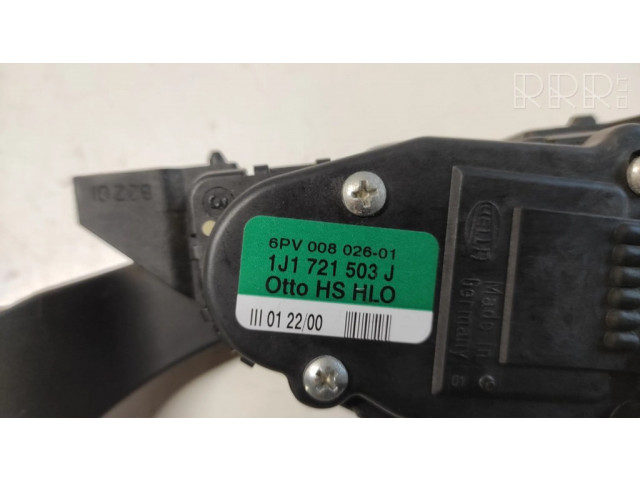 RRR.LT
6PV 008 026-01
1J1 721 503 J
Otto HS HLO
III 01 22/00
HELLA
Made in
Germany B